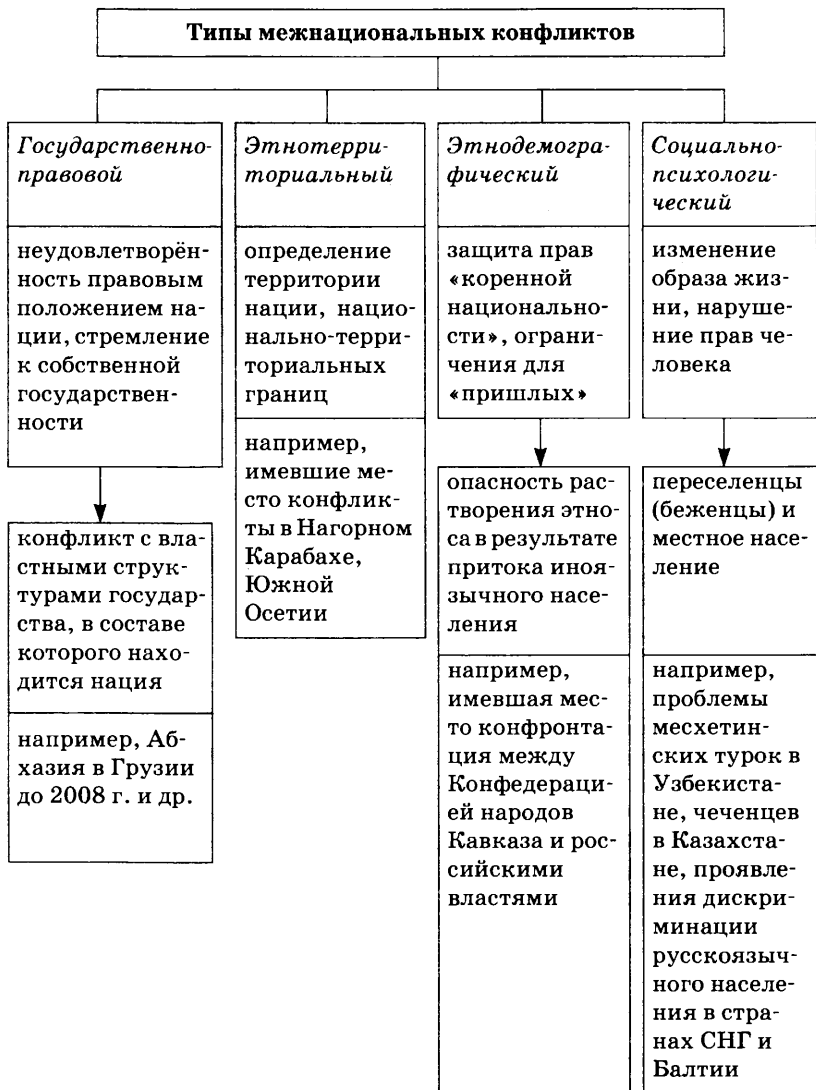 Типы межнациональных конфликтов
Государственно-
правовой
неудовлетворён-
ность правовым
положением на-
ции, стремление
к собственной
государствен-
ности
конфликт с вла-
стными струк-
турами государ-
ства, в составе
которого нахо-
дится нация
например, Аб-
хазия в Грузии
до 2008 г. и др.
Этнотерри-
ториальный
определение
территории
нации, нацио-
нально-терри-
ториальных
границ
например,
имевшие ме-
сто конфлик-
ты в Нагорном
Карабахе,
Южной
Осетии
Этнодемогра-
фический
защита прав
«коренной
национально-
сти», ограни-
чения для
«пришлых»
опасность рас-
творения этно-
са в результате
притока иноя-
зычного насе-
ления
например,
имевшая мес-
то конфронта-
ция между
Конфедераци-
ей народов
Кавказа и рос-
сийскими
властями
Социально-
психологи-
ческий
изменение
образа жиз-
ни, наруше-
ние прав че-
ловека
переселенцы
(беженцы) и
местное насе-
ление
например,
проблемы
месхетин-
ских турок в
Узбекиста-
не, чеченцев
в Казахста-
не, проявле-
ния дискри-
минации
русскоязыч-
ного населе-
ния в стра-
нах СНГ и
Балтии